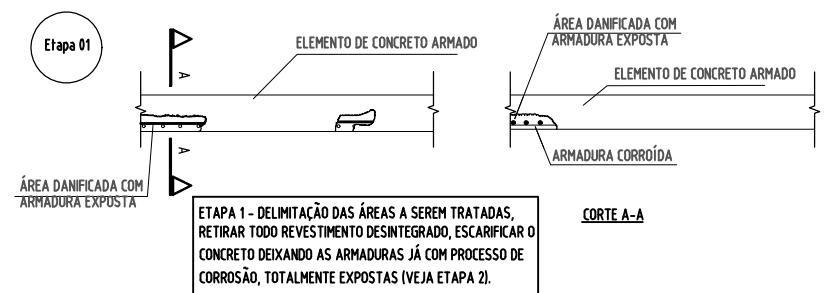 Etapa 01
A
ELEMENTO DE CONCRETO ARMADO
A
ÁREA DANIFICADA COM
ARMADURA EXPOSTA
ÁREA DANIFICADA COM
ARMADURA EXPOSTA
ELEMENTO DE CONCRETO ARMADO
ARMADURA CORROÍDA
CORTE A-A
ETAPA 1 - DELIMITAÇÃO DAS ÁREAS A SEREM TRATADAS,
RETIRAR TODO REVESTIMENTO DESINTEGRADO, ESCARIFICAR O
CONCRETO DEIXANDO AS ARMADURAS JÁ COM PROCESSO DE
CORROSÃO, TOTALMENTE EXPOSTAS (VEJA ETAPA 2).